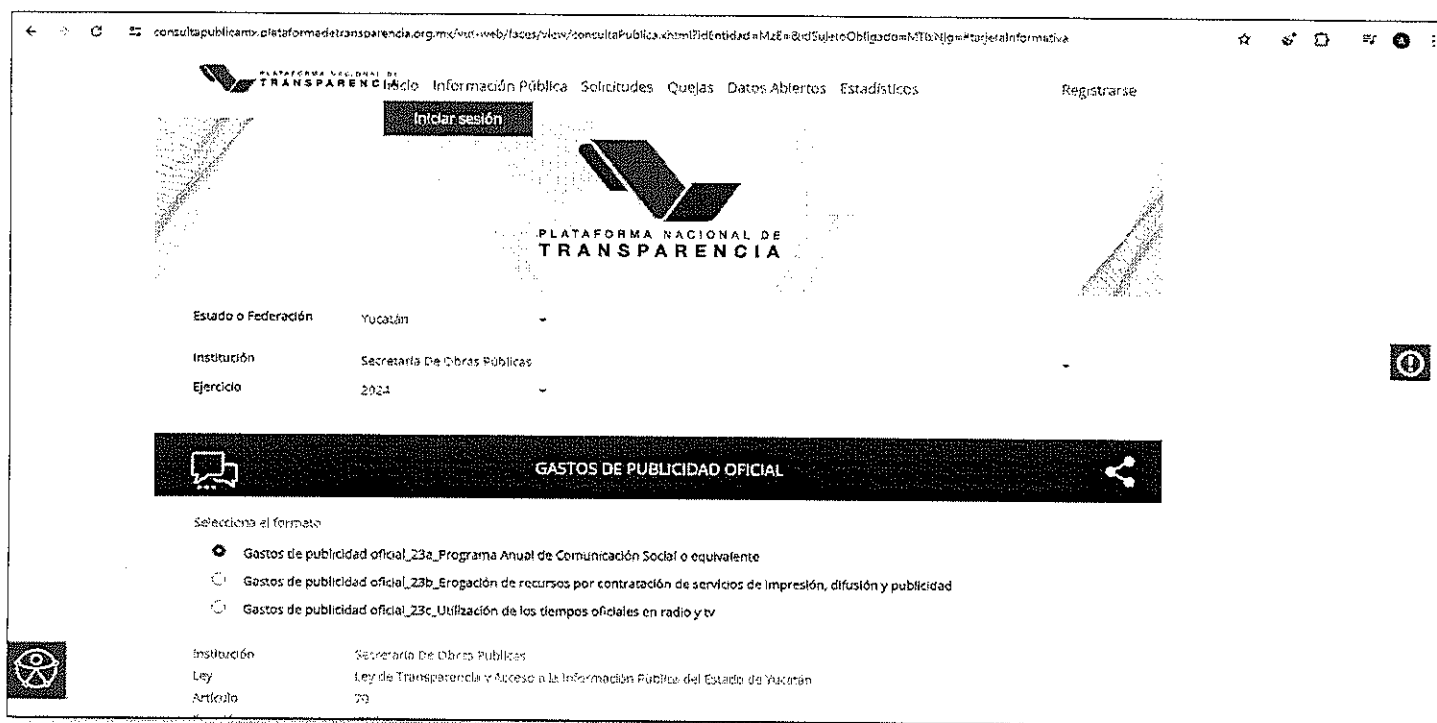 consultapublicamx.plataformadetransparencia.org.mx/vut-web/faces/view/consultaPublica.xhtml?idEntidad=MzE=&idSujetoObligado=MTIxNjg=#tarjetaInformativa
PLATAFORMA NACIONAL DE
TRANSPARENCIA
Inicio Información Pública Solicitudes Quejas Datos Abiertos Estadísticos Registrarse
Iniciar sesión
PLATAFORMA NACIONAL DE
TRANSPARENCIA
Estado o Federación Yucatán
Institución Secretaría De Obras Públicas
Ejercicio 2024
GASTOS DE PUBLICIDAD OFICIAL
Selecciona el formato
Gastos de publicidad oficial_23a_Programa Anual de Comunicación Social o equivalente
Gastos de publicidad oficial_23b_Erogación de recursos por contratación de servicios de impresión, difusión y publicidad
Gastos de publicidad oficial_23c_Utilización de los tiempos oficiales en radio y tv
Institución Secretaría De Obras Públicas
Ley Ley de Transparencia y Acceso a la Información Pública del Estado de Yucatán
Artículo 70